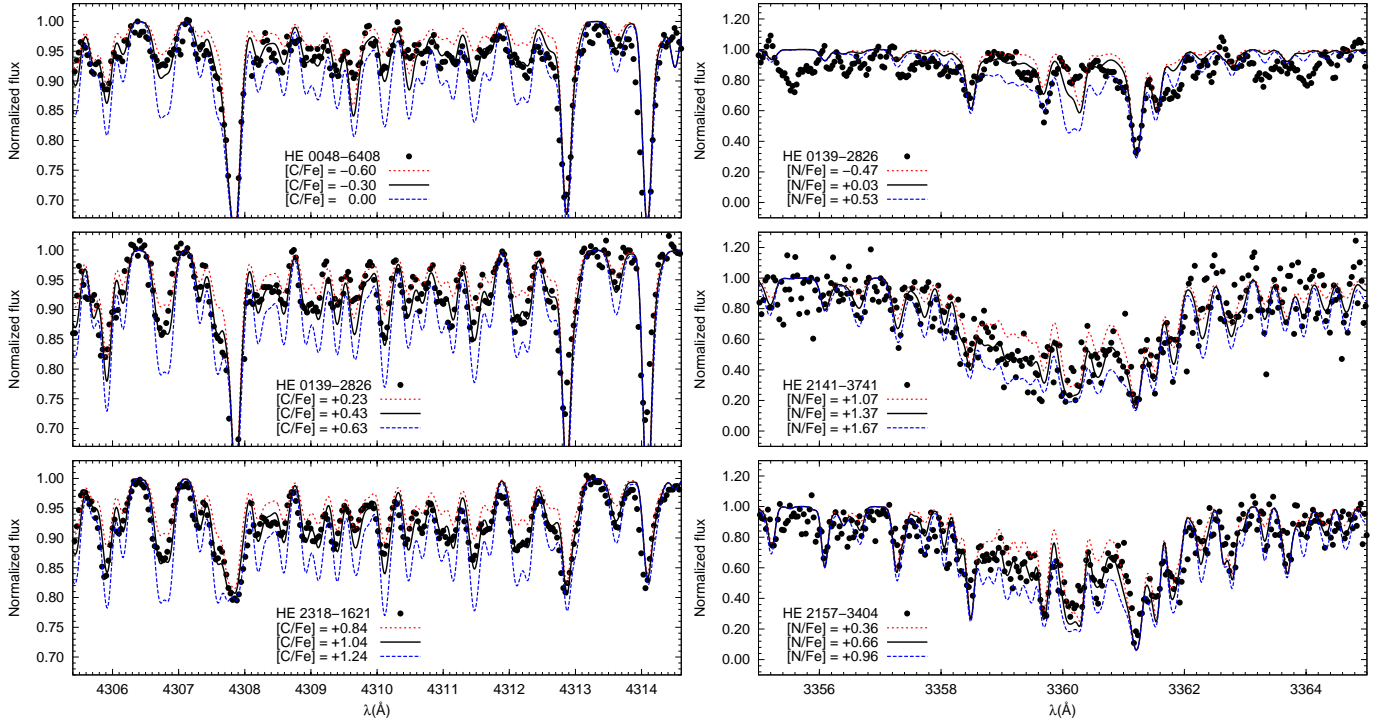 Normalized flux
1.00
0.95
0.90
0.85
0.80
0.75
0.70
HE 0048−6408
[C/Fe] = −0.60
[C/Fe] = −0.30
[C/Fe] = 0.00
Normalized flux
1.00
0.95
0.90
0.85
0.80
0.75
0.70
HE 0139−2826
[C/Fe] = +0.23
[C/Fe] = +0.43
[C/Fe] = +0.63
Normalized flux
1.00
0.95
0.90
0.85
0.80
0.75
0.70
HE 2318−1621
[C/Fe] = +0.84
[C/Fe] = +1.04
[C/Fe] = +1.24
4306 4307 4308 4309 4310 4311 4312 4313 4314
λ(Å)
Normalized flux
1.20
1.00
0.80
0.60
0.40
0.20
0.00
HE 0139−2826
[N/Fe] = −0.47
[N/Fe] = +0.03
[N/Fe] = +0.53
Normalized flux
1.20
1.00
0.80
0.60
0.40
0.20
0.00
HE 2141−3741
[N/Fe] = +1.07
[N/Fe] = +1.37
[N/Fe] = +1.67
Normalized flux
1.20
1.00
0.80
0.60
0.40
0.20
0.00
HE 2157−3404
[N/Fe] = +0.36
[N/Fe] = +0.66
[N/Fe] = +0.96
3356 3358 3360 3362 3364
λ(Å)